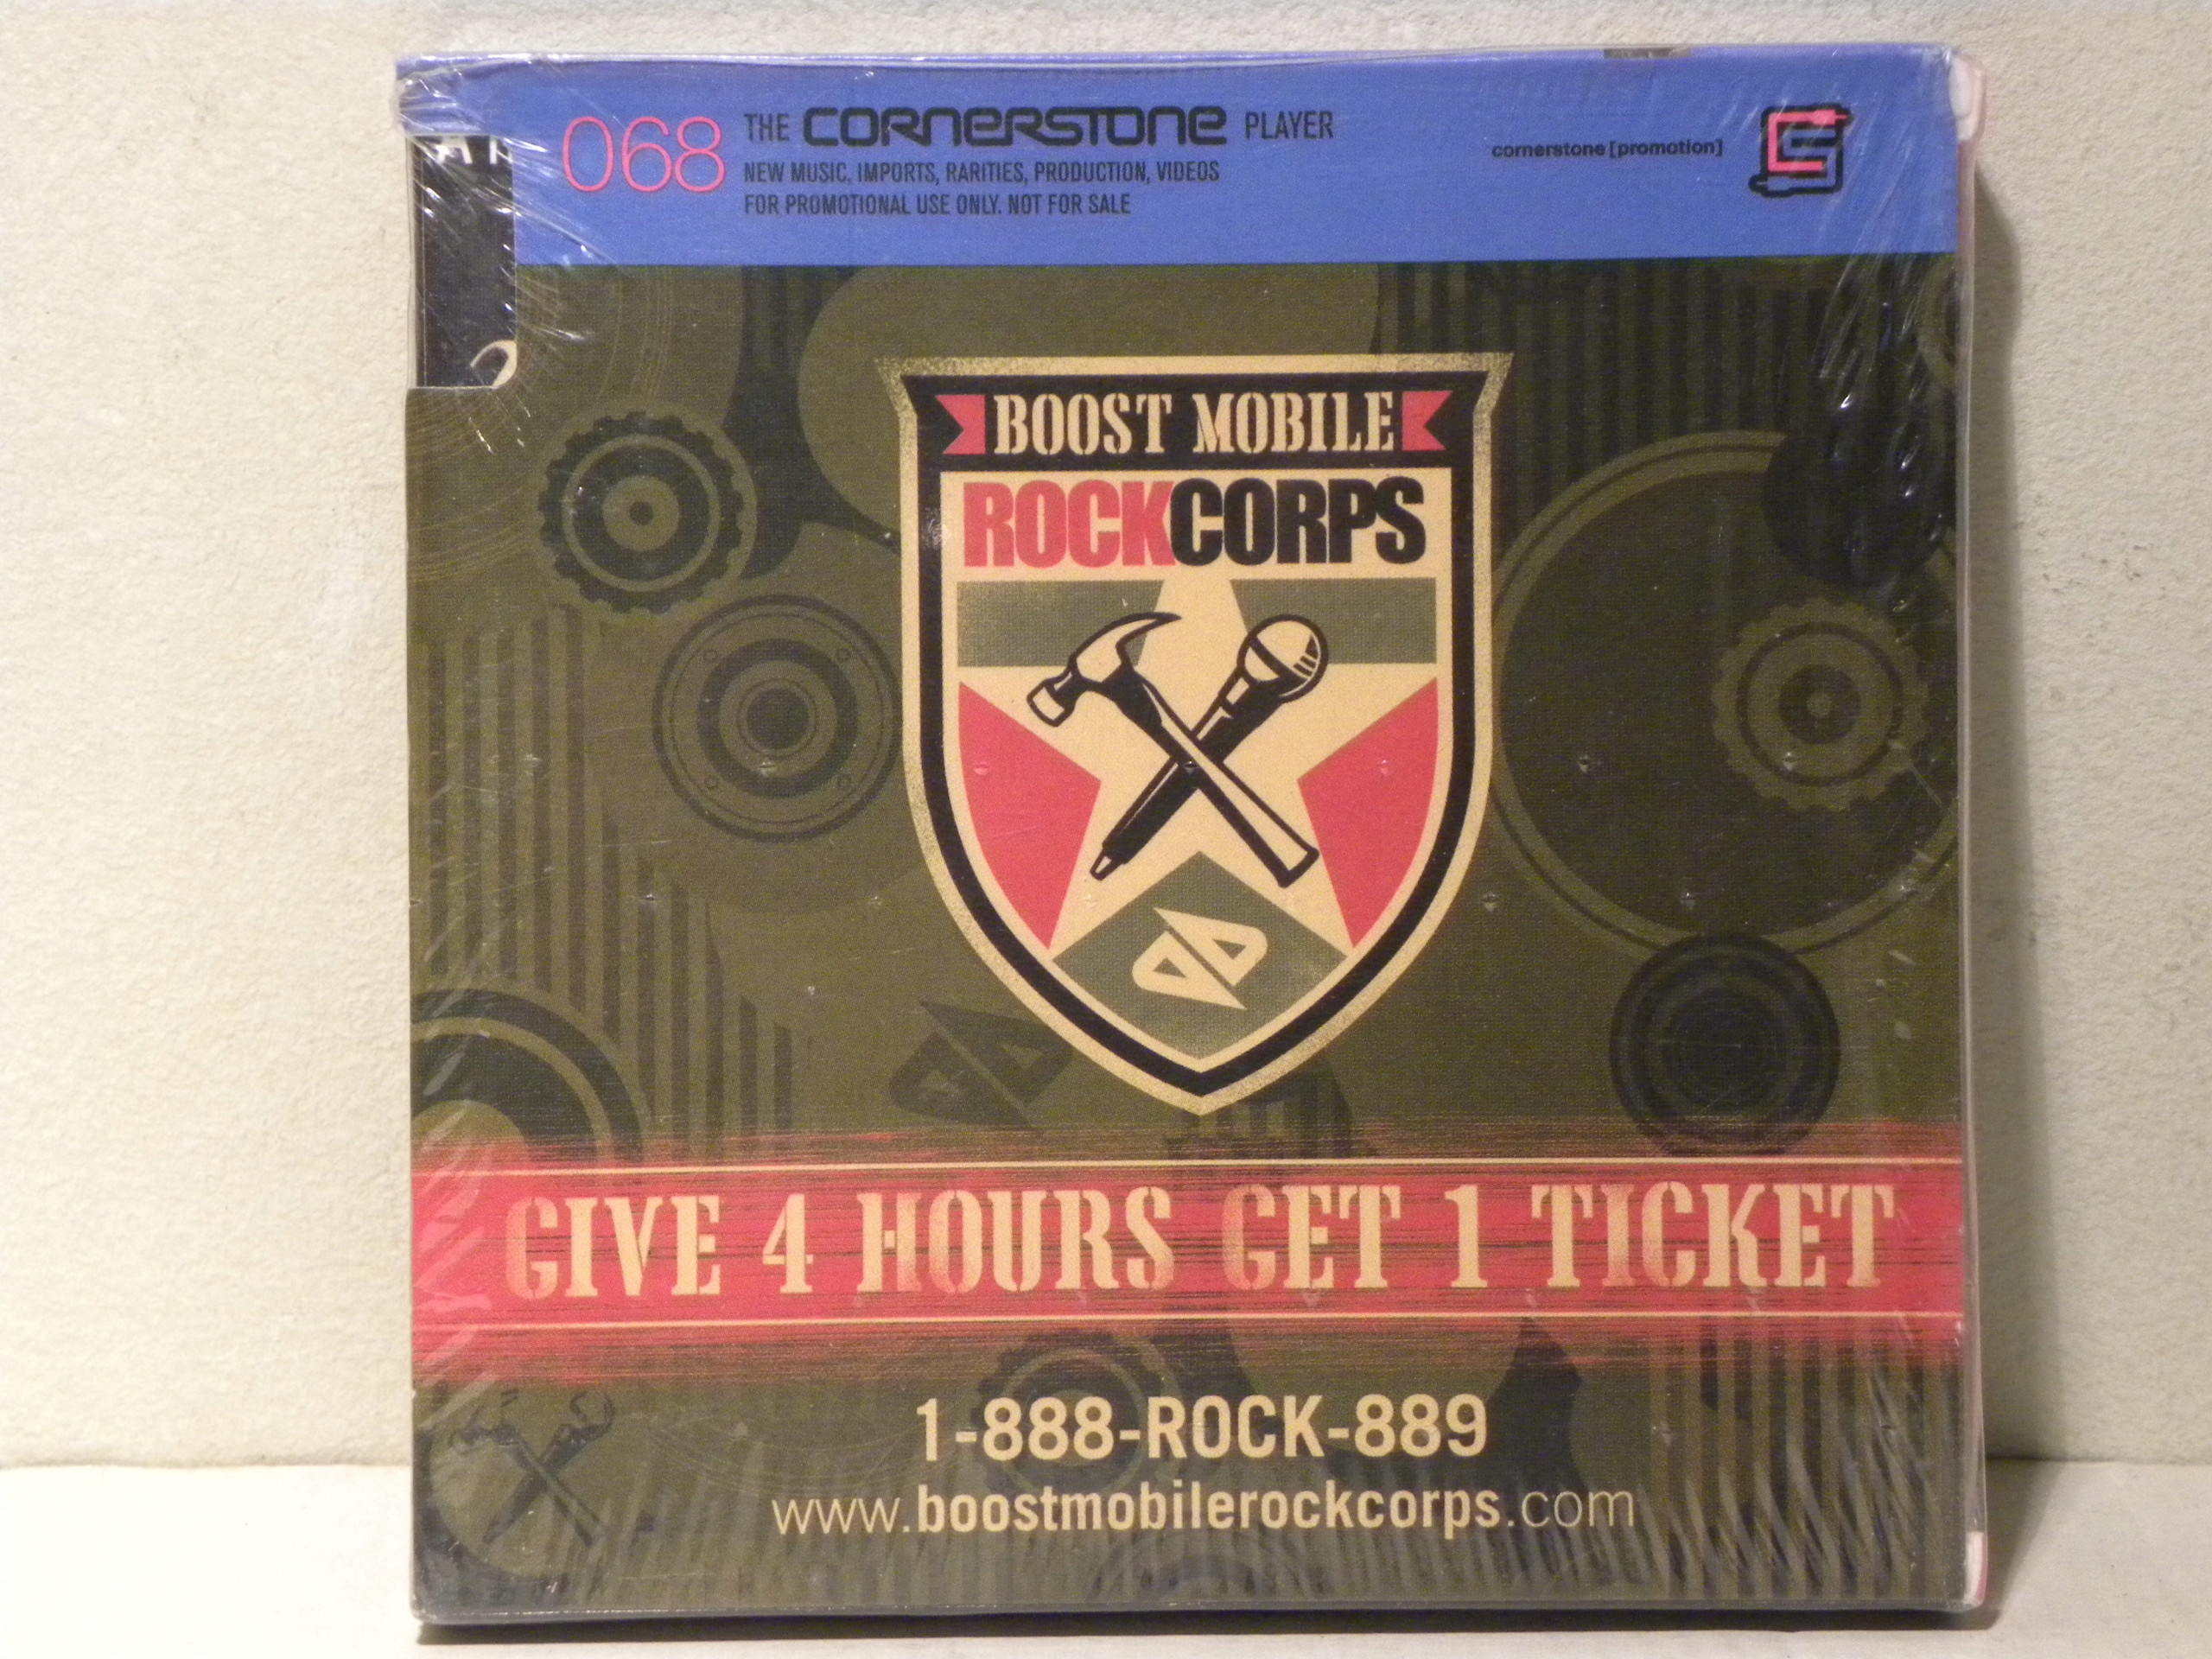 068 THE CORNERSTONE PLAYER
NEW MUSIC, IMPORTS, RARITIES, PRODUCTION, VIDEOS
FOR PROMOTIONAL USE ONLY. NOT FOR SALE
cornerstone [promotion]
BOOST MOBILE
ROCKCORPS
GIVE 4 HOURS GET 1 TICKET
1-888-ROCK-889
www.boostmobilerockcorps.com